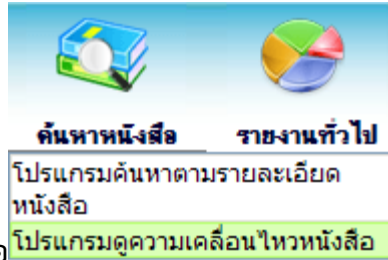 ค้นหาหนังสือ รายงานทั่วไป
โปรแกรมค้นหาตามรายละเอียด
หนังสือ
โปรแกรมดูความเคลื่อนไหวหนังสือ